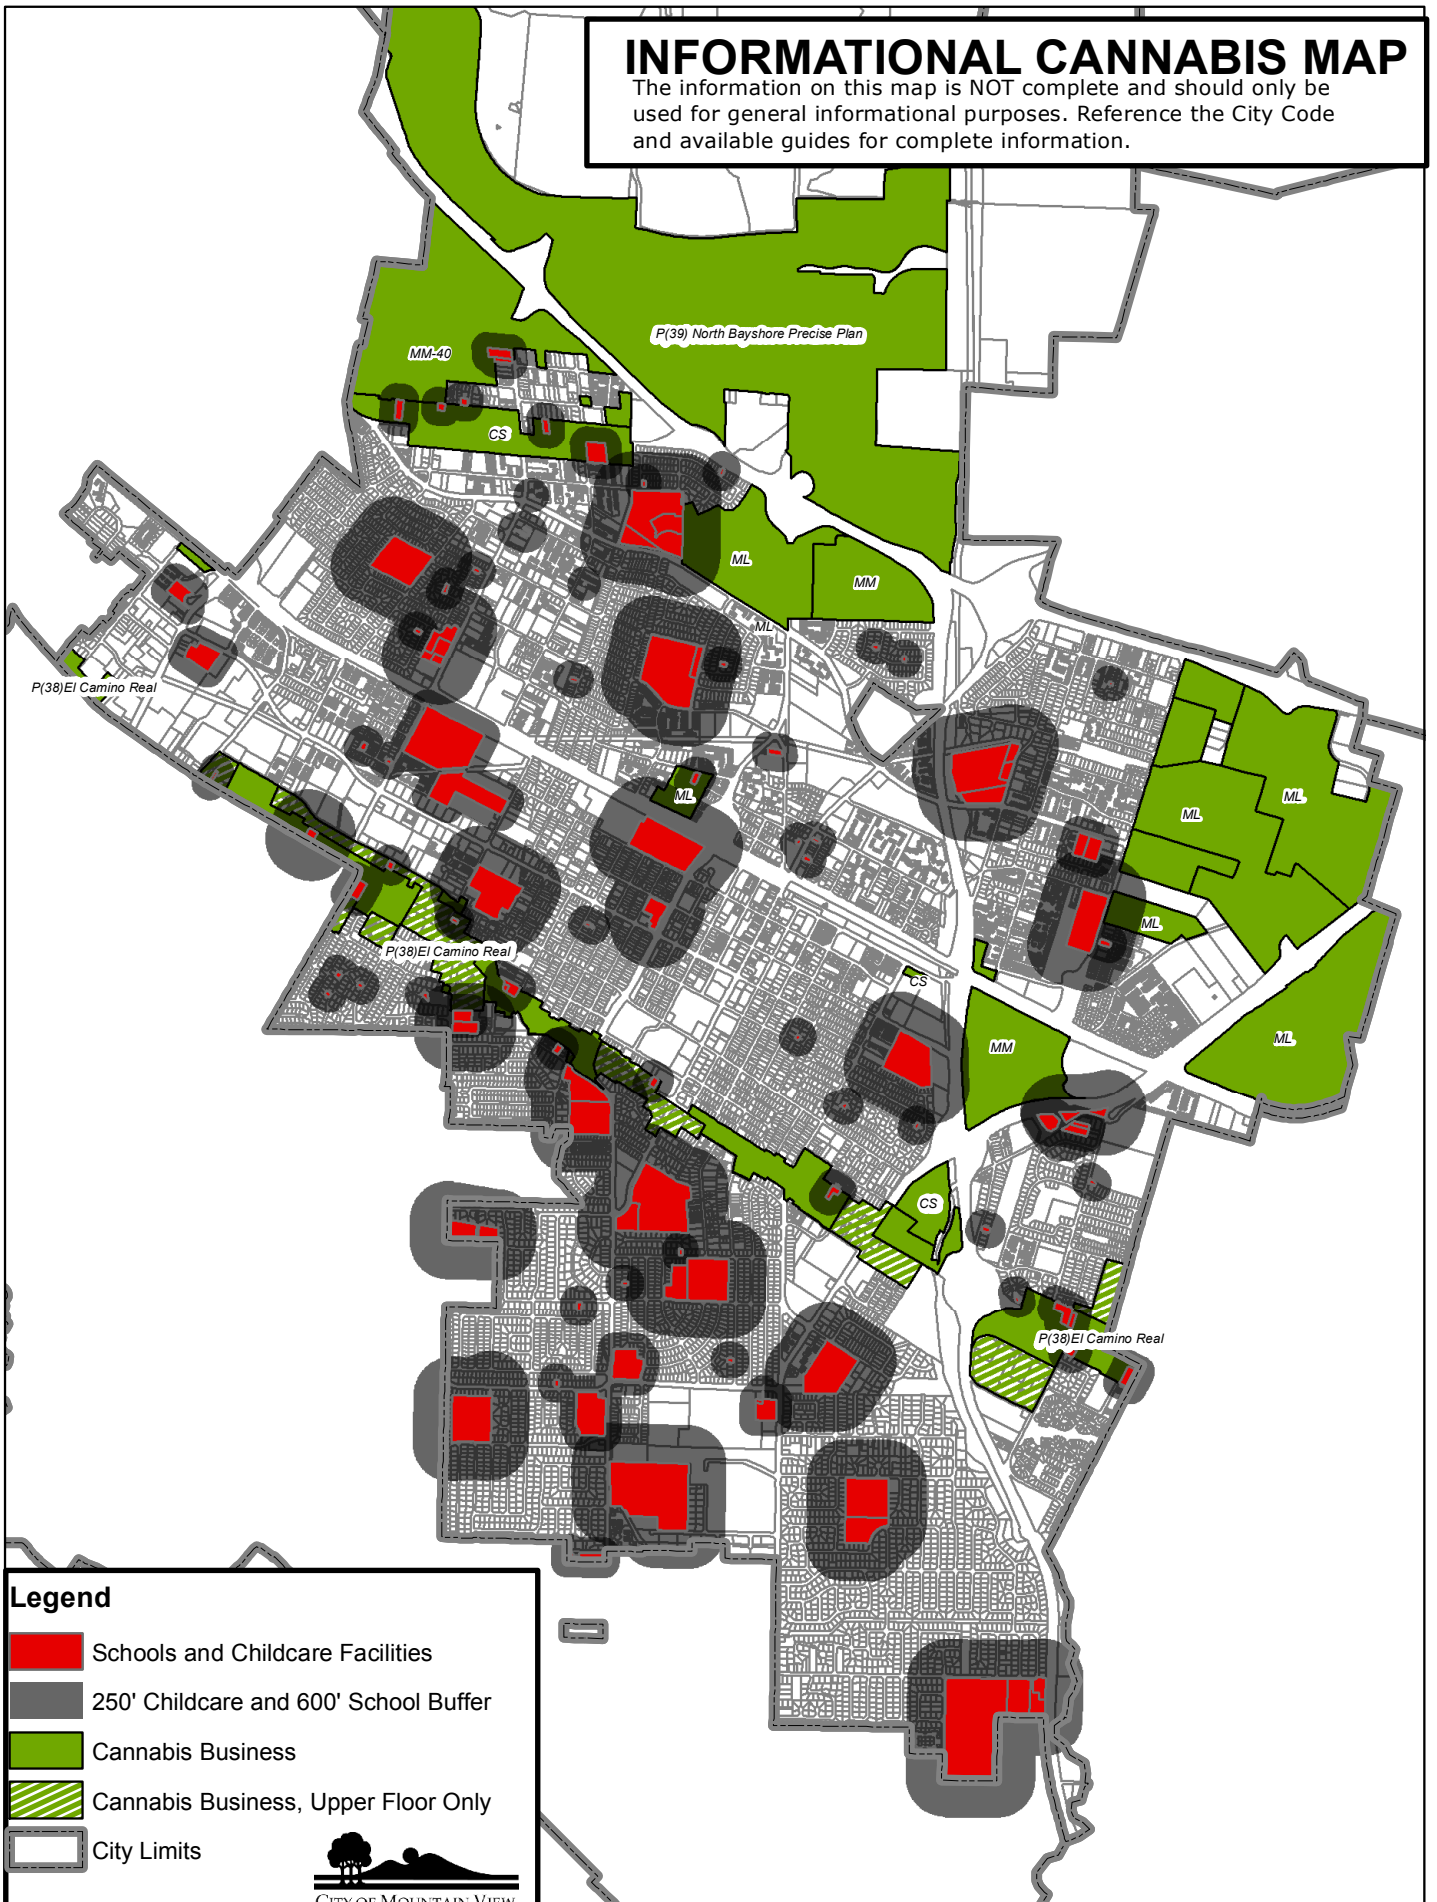 INFORMATIONAL CANNABIS MAP
The information on this map is NOT complete and should only be
used for general informational purposes. Reference the City Code
and available guides for complete information.
P(39) North Bayshore Precise Plan
MM-40
CS
ML
MM
ML
P(38)El Camino Real
ML
ML
ML
ML
P(38)El Camino Real
CS
MM
ML
CS
P(38)El Camino Real
Legend
Schools and Childcare Facilities
250' Childcare and 600' School Buffer
Cannabis Business
Cannabis Business, Upper Floor Only
City Limits
CITY OF MOUNTAIN VIEW